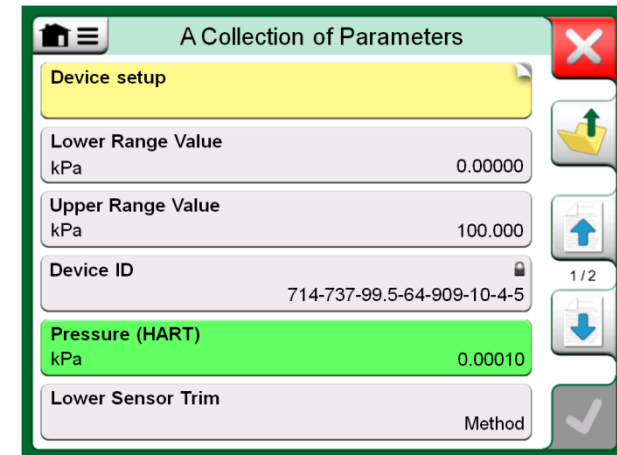 A Collection of Parameters
Device setup
Lower Range Value
kPa 0.00000
Upper Range Value
kPa 100.000
Device ID
714-737-99.5-64-909-10-4-5
1/2
Pressure (HART)
kPa 0.00010
Lower Sensor Trim
Method